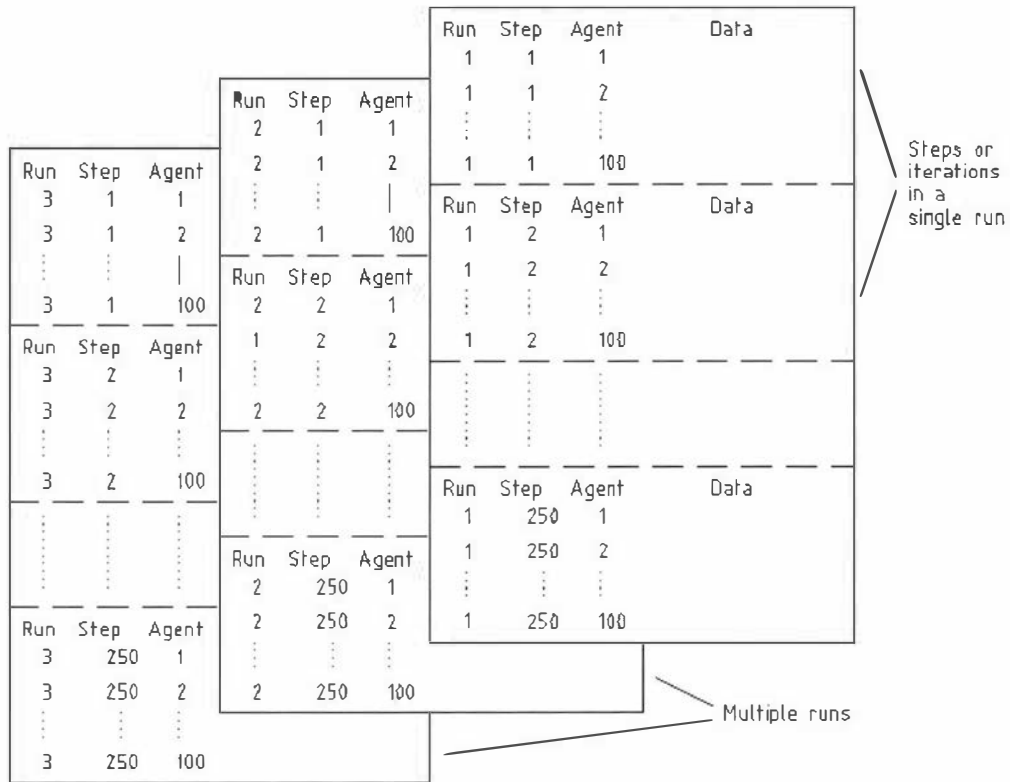 Run Step Agent Data
1 1 1
1 1 2
1 1 100
Run Step Agent Data
1 2 1
1 2 2
1 2 100
Run Step Agent Data
1 250 1
1 250 2
1 250 100
Run Step Agent
2 1 1
2 1 2
2 1 100
Run Step Agent
2 2 1
1 2 2
2 2 100
Run Step Agent
2 250 1
2 250 2
2 250 100
Run Step Agent
3 1 1
3 1 2
3 1 100
Run Step Agent
3 2 1
3 2 2
3 2 100
Run Step Agent
3 250 1
3 250 2
3 250 100
Steps or
iterations
in a
single run
Multiple runs